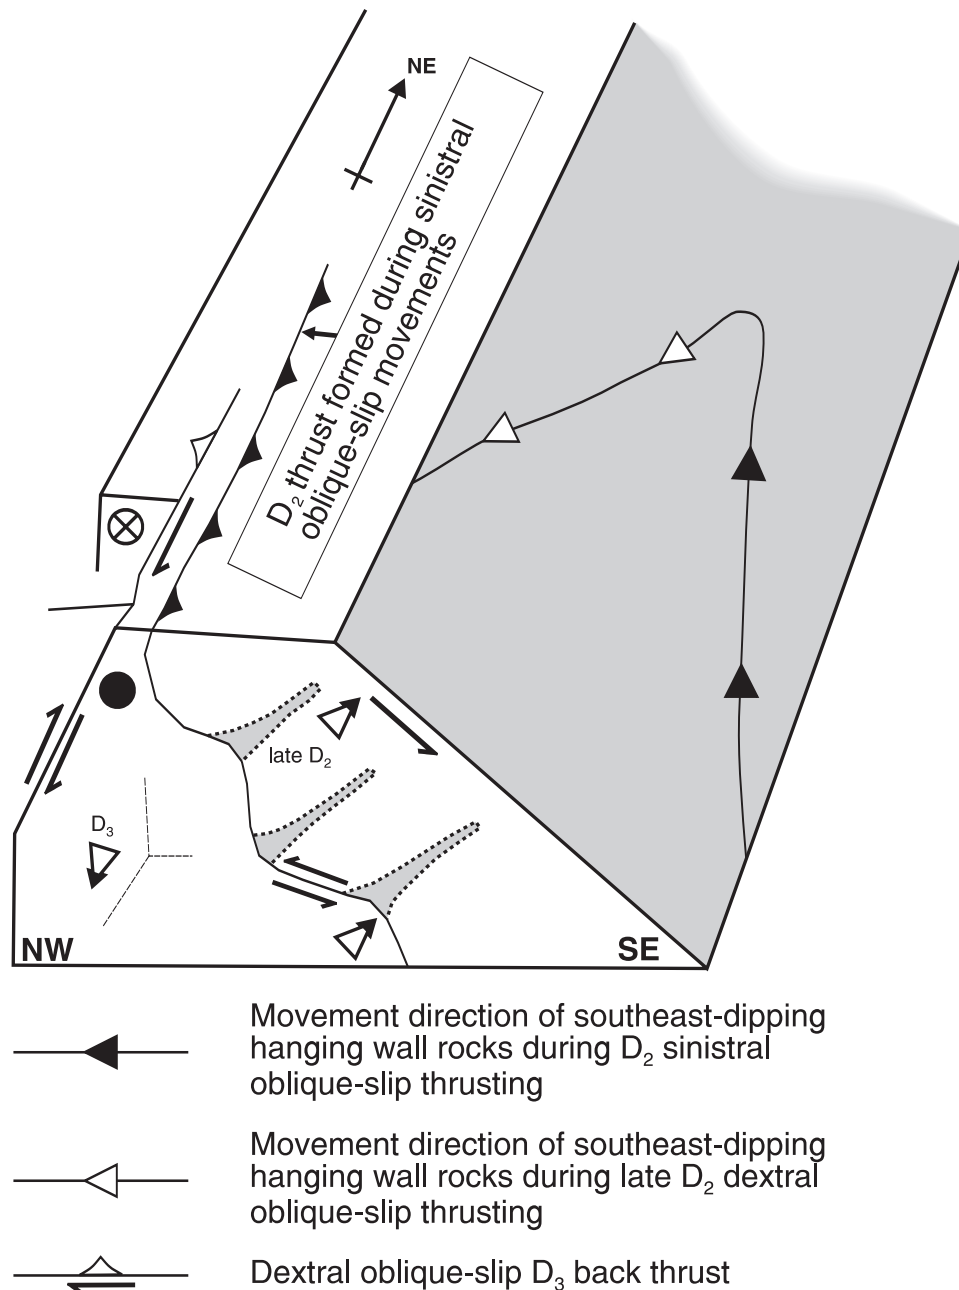 NE
D2 thrust formed during sinistral
oblique-slip movements
late D2
D3
NW
SE
Movement direction of southeast-dipping
hanging wall rocks during D2 sinistral
oblique-slip thrusting
Movement direction of southeast-dipping
hanging wall rocks during late D2 dextral
oblique-slip thrusting
Dextral oblique-slip D3 back thrust